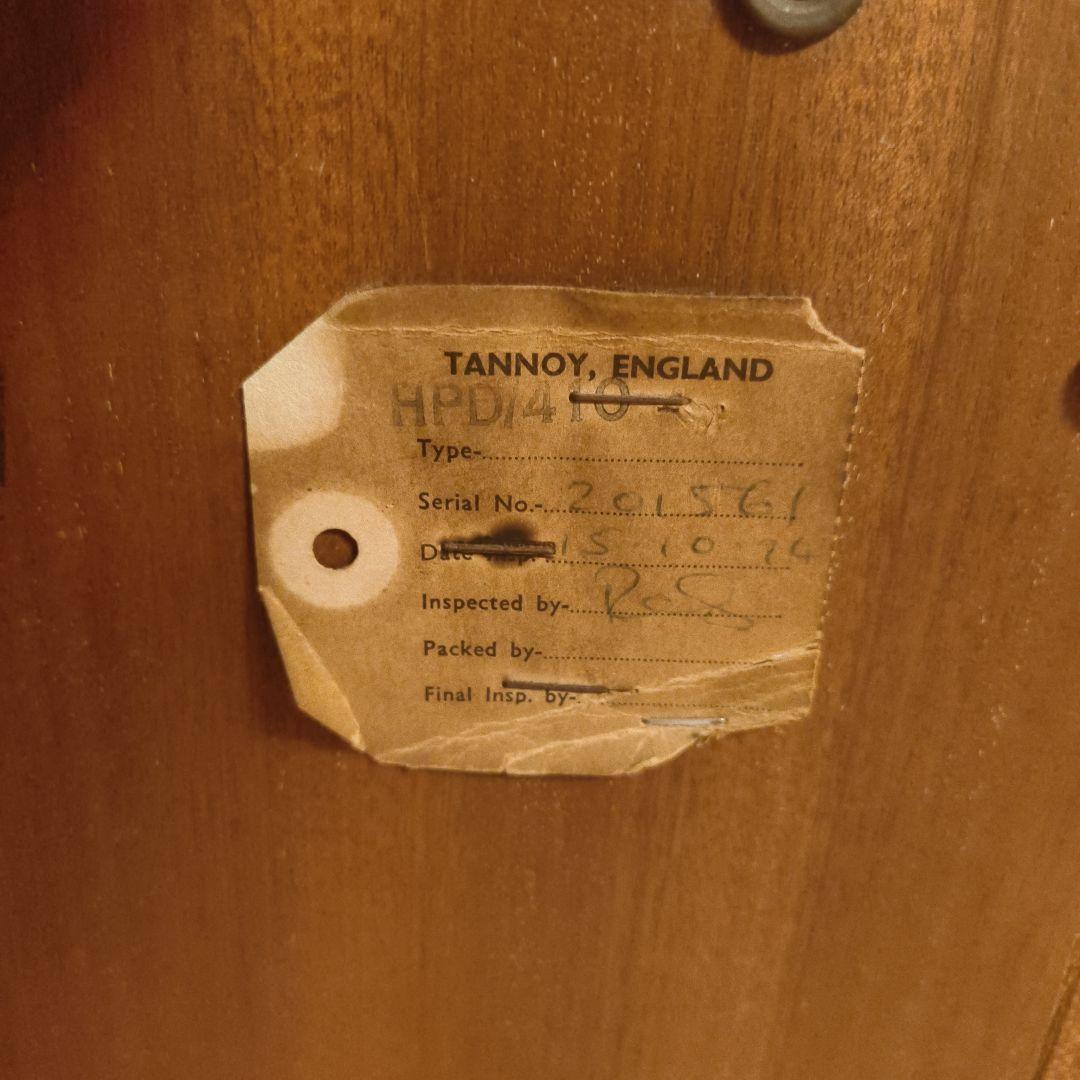 TANNOY, ENGLAND
HPD/410
Type-
Serial No.- 201561
Date Insp. 15.10.74
Inspected by-
Packed by-
Final Insp. by-